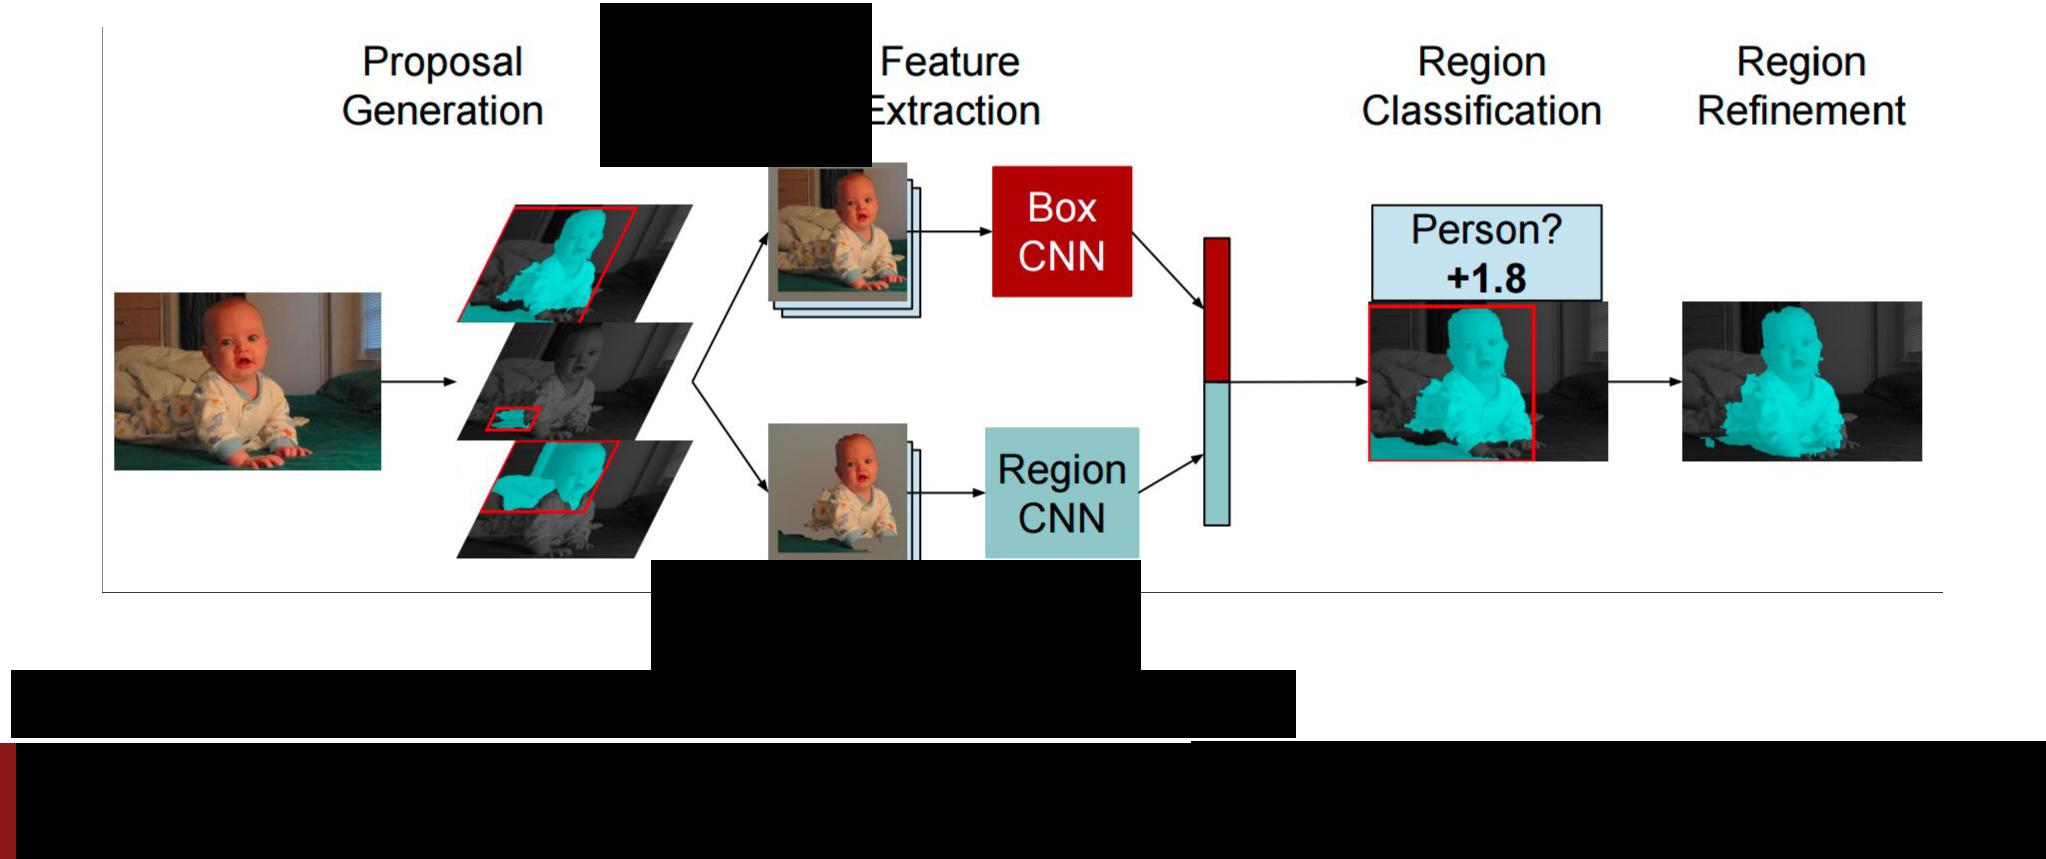 Proposal
Generation
Feature
Extraction
Region
Classification
Region
Refinement
Box
CNN
Person?
+1.8
Region
CNN